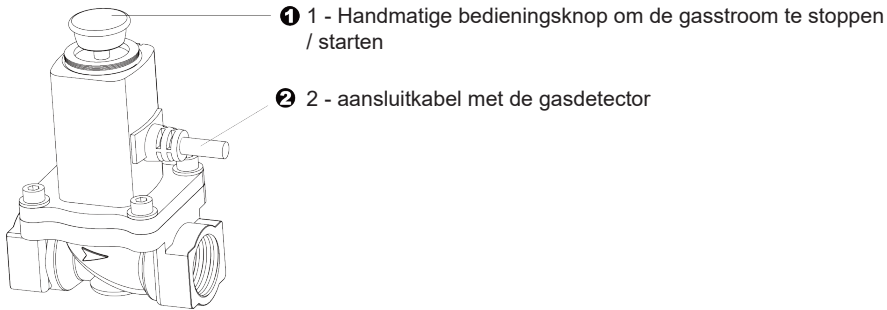 ❶ 1 - Handmatige bedieningsknop om de gasstroom te stoppen
/ starten
❷ 2 - aansluitkabel met de gasdetector